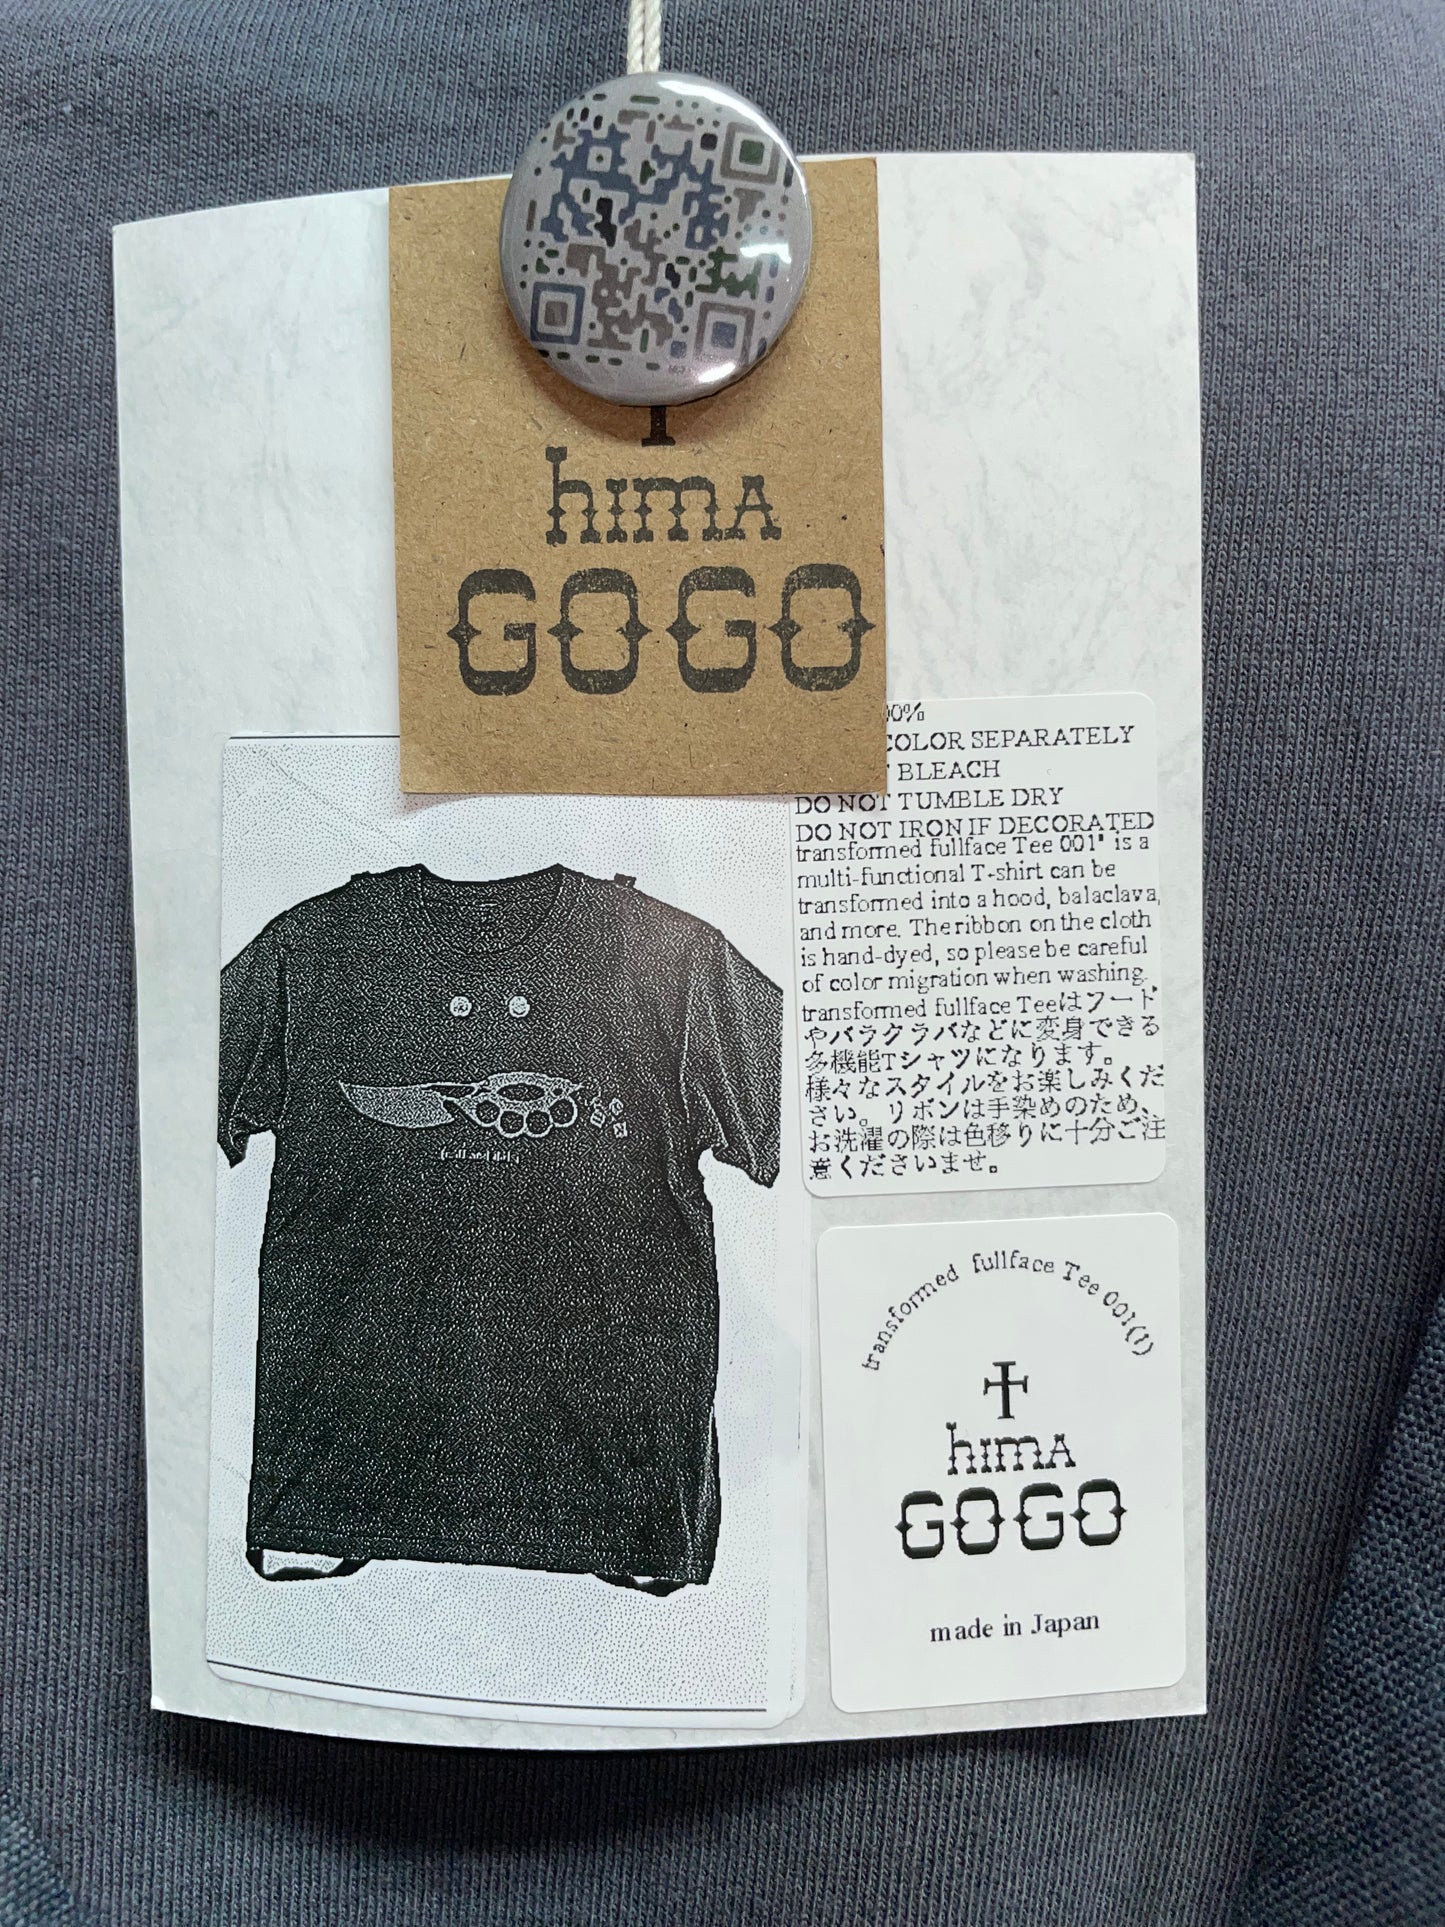 hima
GOGO
00%
COLOR SEPARATELY
BLEACH
DO NOT TUMBLE DRY
DO NOT IRON IF DECORATED
transformed fullface Tee 001" is a
multi-functional T-shirt can be
transformed into a hood, balaclava,
and more. The ribbon on the cloth
is hand-dyed, so please be careful
of color migration when washing.
transformed fullface Teeはフード
やバラクラバなどに変身できる
多機能Tシャツになります。
様々なスタイルをお楽しみくだ
さい。リボンは手染めのため、
お洗濯の際は色移りに十分ご注
意くださいませ。
transformed fullface Tee 001(1)
hima
GOGO
made in Japan